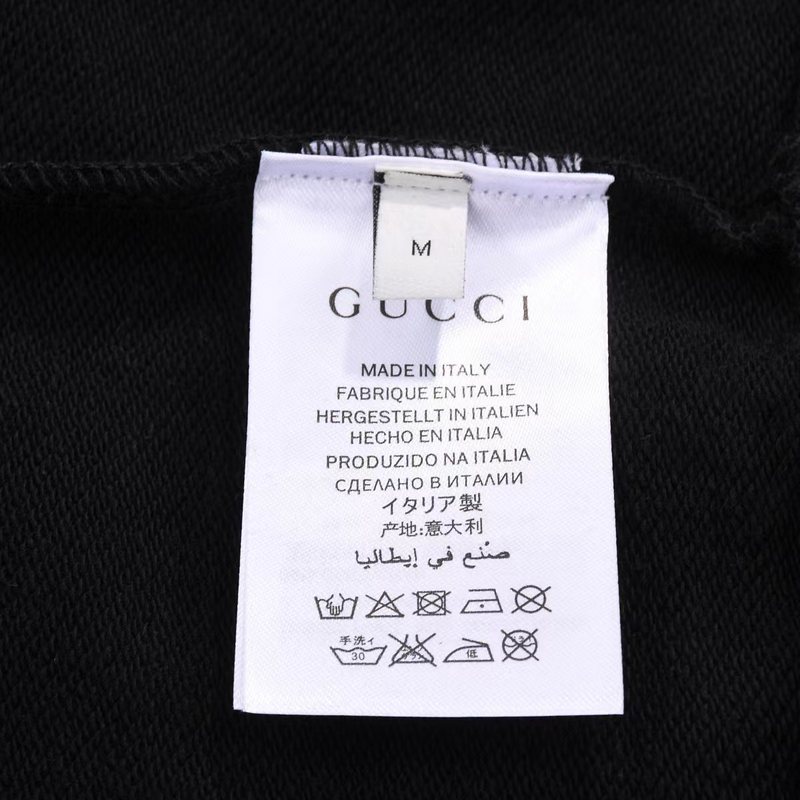 M
GUCCI
MADE IN ITALY
FABRIQUE EN ITALIE
HERGESTELLT IN ITALIEN
HECHO EN ITALIA
PRODUZIDO NA ITALIA
СДЕЛАНО В ИТАЛИИ
イタリア製
产地:意大利
صنع في إيطاليا
手洗イ
30
低